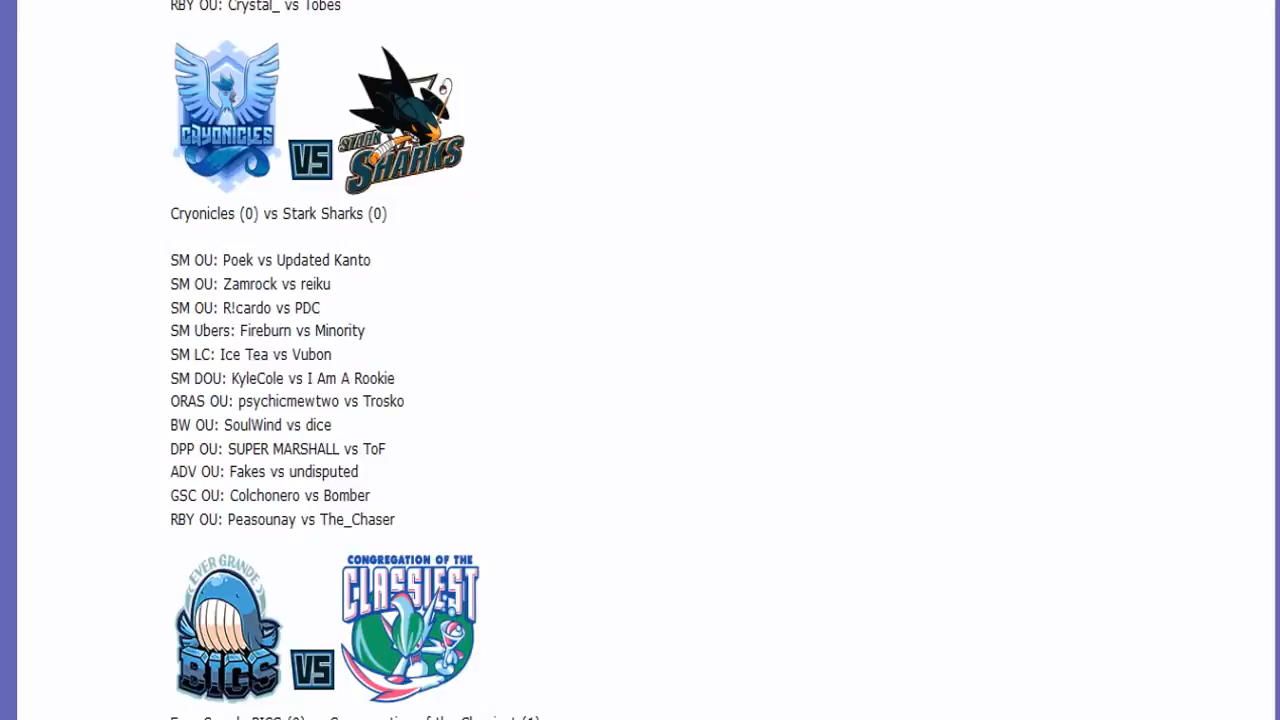 RBY OU: Crystal_ vs Tobes
CRYONICLES
VS
STARK
SHARKS
Cryonicles (0) vs Stark Sharks (0)
SM OU: Poek vs Updated Kanto
SM OU: Zamrock vs reiku
SM OU: R!cardo vs PDC
SM Ubers: Fireburn vs Minority
SM LC: Ice Tea vs Vubon
SM DOU: KyleCole vs I Am A Rookie
ORAS OU: psychicmewtwo vs Trosko
BW OU: SoulWind vs dice
DPP OU: SUPER MARSHALL vs ToF
ADV OU: Fakes vs undisputed
GSC OU: Colchonero vs Bomber
RBY OU: Peasounay vs The_Chaser
EVER GRANDE
BIGS
VS
CONGREGATION OF THE
CLASSIEST